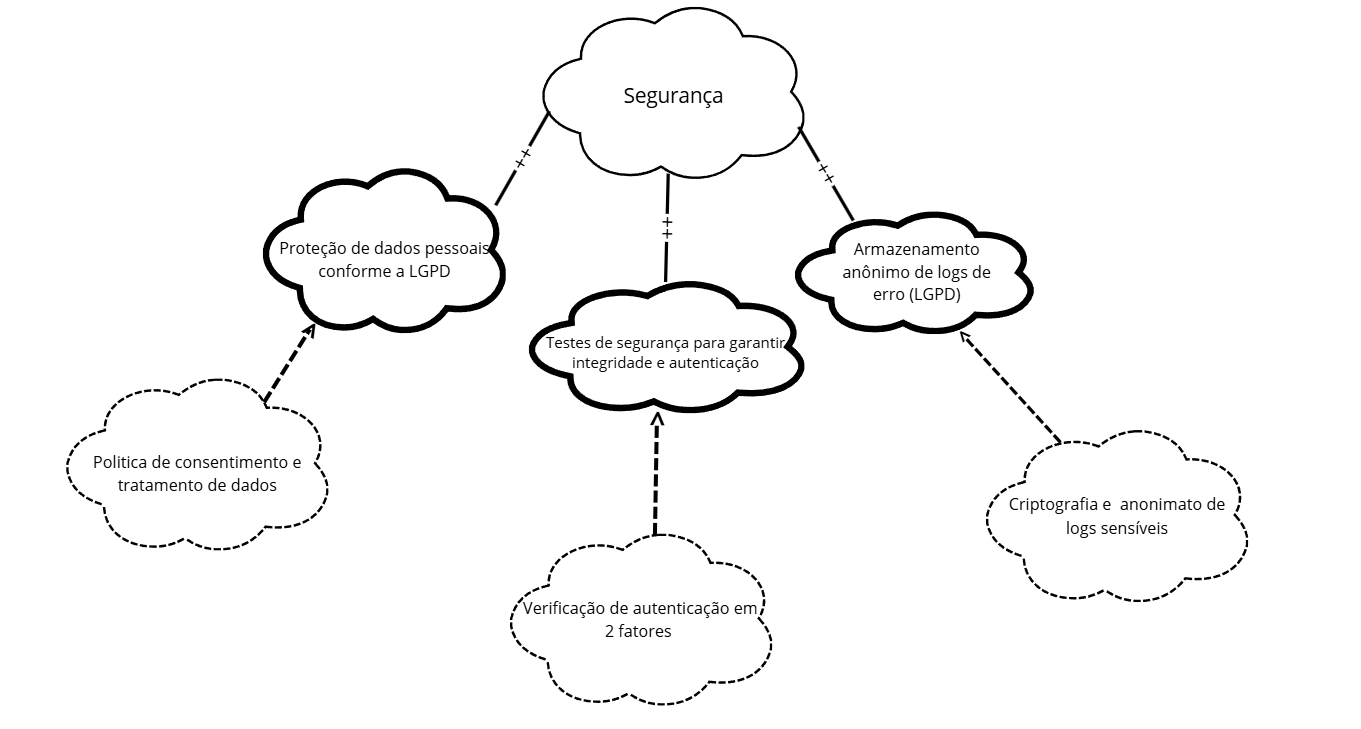 Segurança
++
++
++
Proteção de dados pessoais
conforme a LGPD
Armazenamento
anônimo de logs de
erro (LGPD)
Testes de segurança para garantir
integridade e autenticação
Politica de consentimento e
tratamento de dados
Criptografia e  anonimato de
logs sensíveis
Verificação de autenticação em
2 fatores